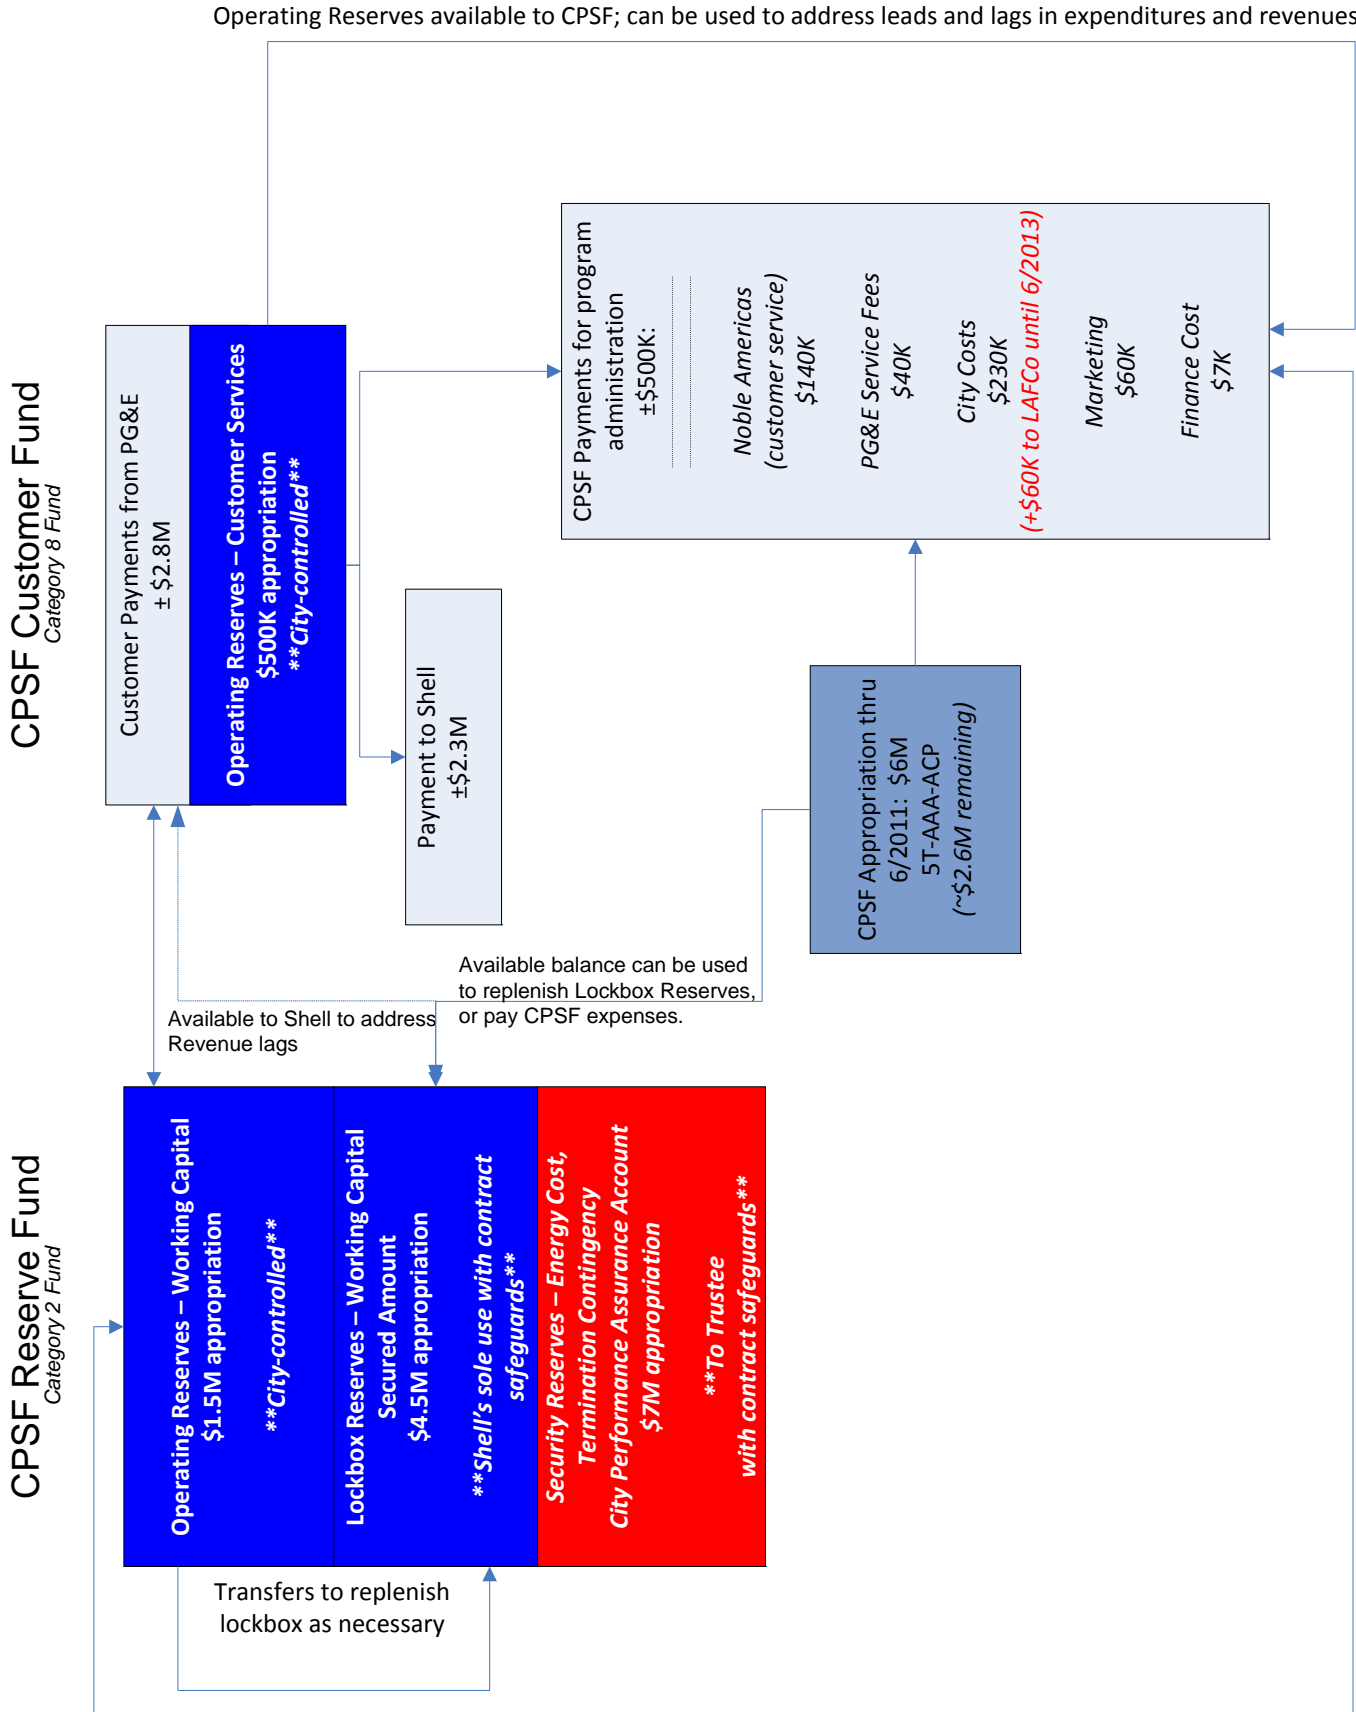 Operating Reserves available to CPSF; can be used to address leads and lags in expenditures and revenues
CPSF Customer Fund
Category 8 Fund
Customer Payments from PG&E
± $2.8M
Operating Reserves – Customer Services
$500K appropriation
**City-controlled**
Payment to Shell
±$2.3M
CPSF Payments for program
administration
±$500K:
Noble Americas
(customer service)
$140K
PG&E Service Fees
$40K
City Costs
$230K
(+$60K to LAFCo until 6/2013)
Marketing
$60K
Finance Cost
$7K
CPSF Appropriation thru
6/2011:  $6M
5T-AAA-ACP
(~$2.6M remaining)
Available balance can be used
to replenish Lockbox Reserves,
or pay CPSF expenses.
Available to Shell to address
Revenue lags
CPSF Reserve Fund
Category 2 Fund
Operating Reserves – Working Capital
$1.5M appropriation
**City-controlled**
Lockbox Reserves – Working Capital
Secured Amount
$4.5M appropriation
**Shell's sole use with contract
safeguards**
Security Reserves – Energy Cost,
Termination Contingency
City Performance Assurance Account
$7M appropriation
**To Trustee
with contract safeguards**
Transfers to replenish
lockbox as necessary